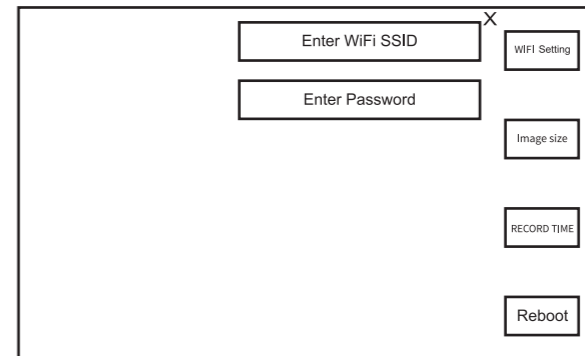 Enter WiFi SSID
X
WIFI Setting
Enter Password
Image size
RECORD TIME
Reboot